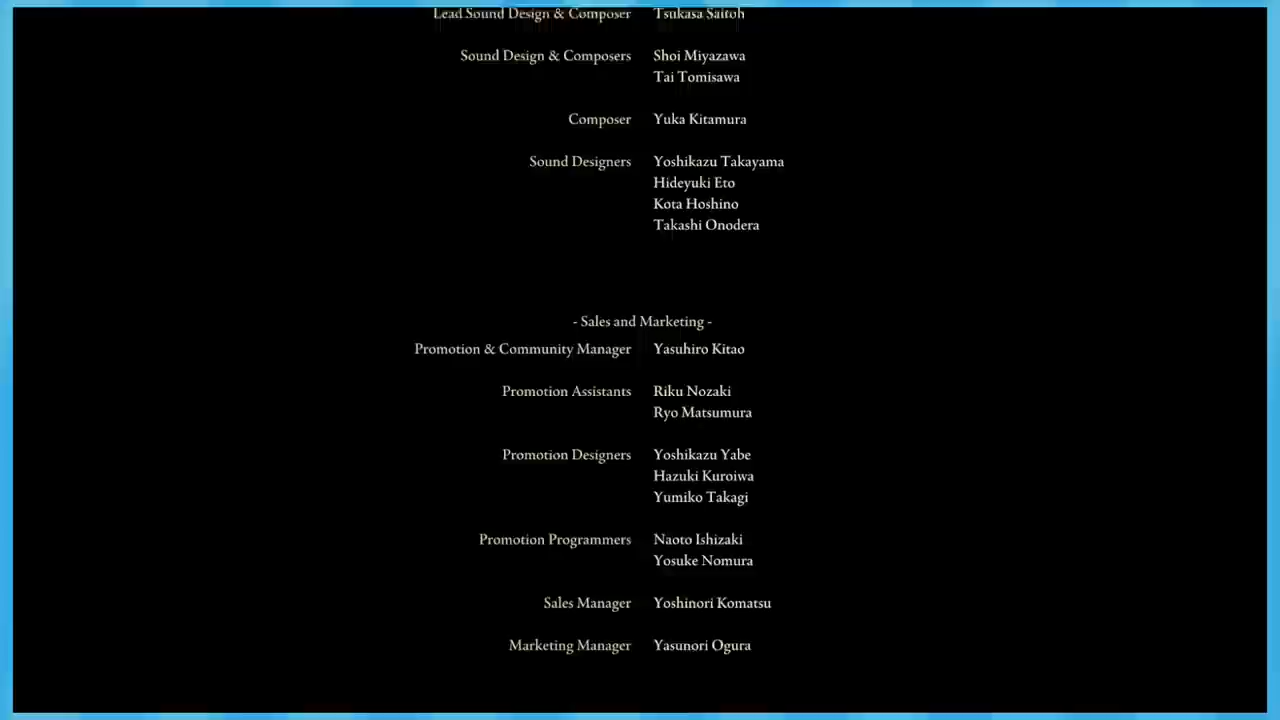 Lead Sound Design & Composer Tsukasa Saitoh
Sound Design & Composers Shoi Miyazawa
Tai Tomisawa
Composer Yuka Kitamura
Sound Designers Yoshikazu Takayama
Hideyuki Eto
Kota Hoshino
Takashi Onodera
- Sales and Marketing -
Promotion & Community Manager Yasuhiro Kitao
Promotion Assistants Riku Nozaki
Ryo Matsumura
Promotion Designers Yoshikazu Yabe
Hazuki Kuroiwa
Yumiko Takagi
Promotion Programmers Naoto Ishizaki
Yosuke Nomura
Sales Manager Yoshinori Komatsu
Marketing Manager Yasunori Ogura